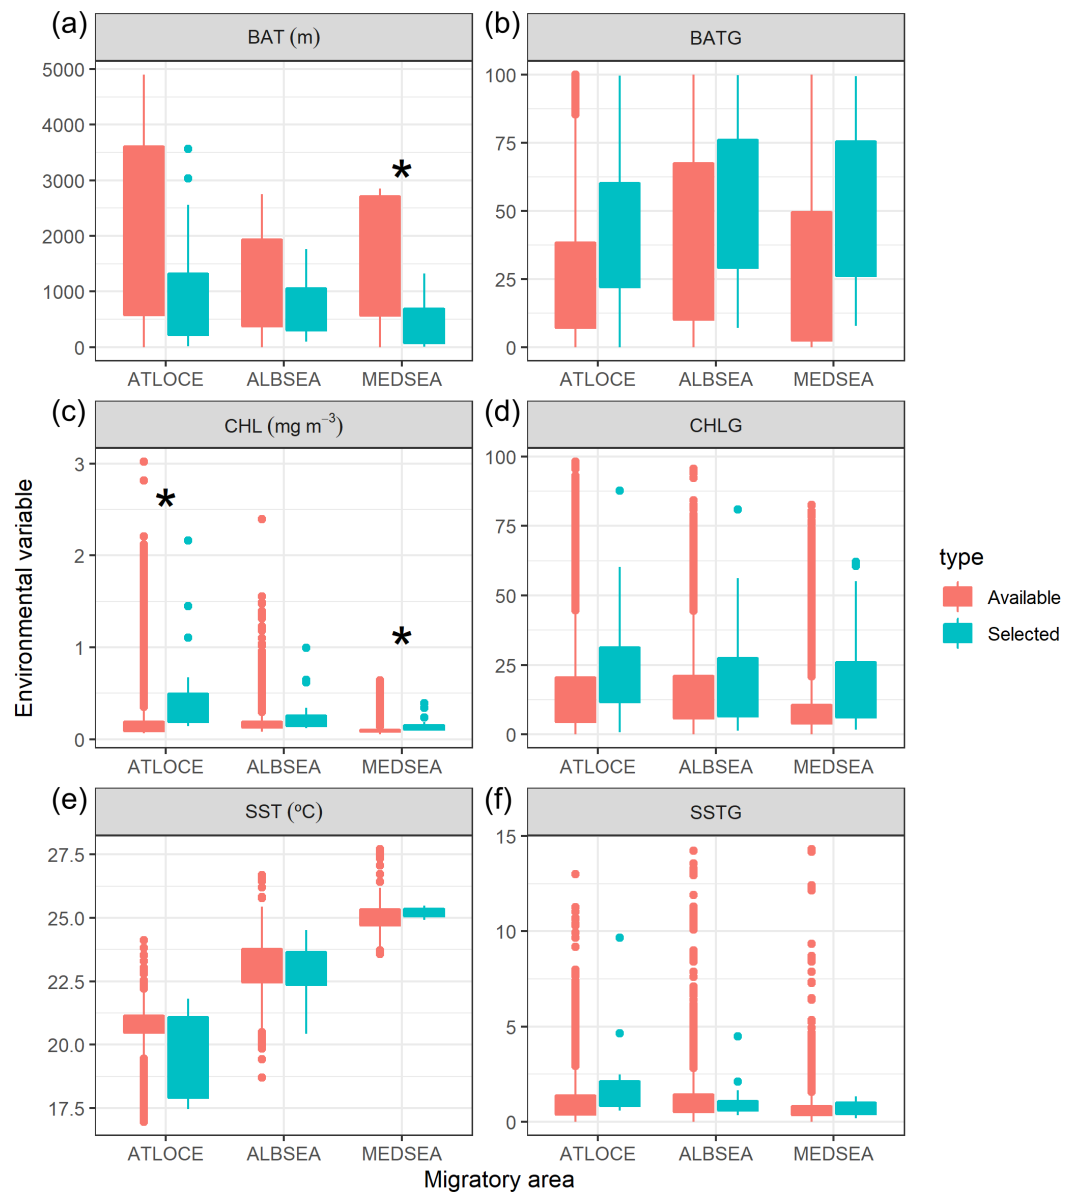 (a)
BAT (m)
5000
4000
3000
2000
1000
0
*
ATLOCE ALBSEA MEDSEA
(b)
BATG
100
75
50
25
0
ATLOCE ALBSEA MEDSEA
(c)
CHL (mg m⁻³)
3
2
1
0
*
*
ATLOCE ALBSEA MEDSEA
(d)
CHLG
100
75
50
25
0
ATLOCE ALBSEA MEDSEA
(e)
SST (ºC)
27.5
25.0
22.5
20.0
17.5
ATLOCE ALBSEA MEDSEA
(f)
SSTG
15
10
5
0
ATLOCE ALBSEA MEDSEA
Environmental variable
Migratory area
type
Available
Selected